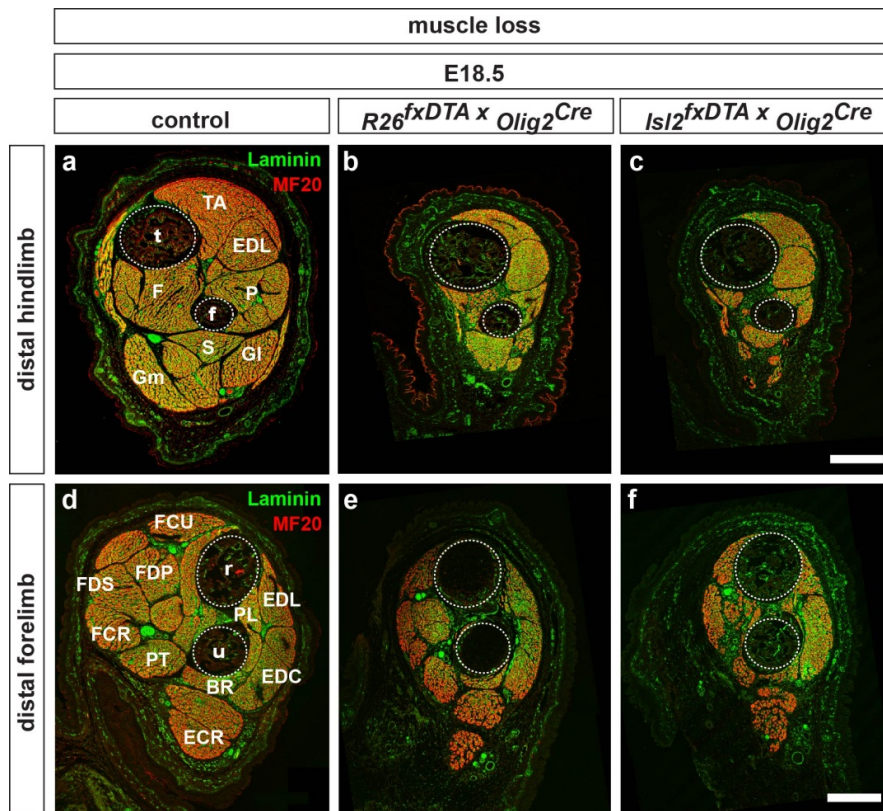 muscle loss
E18.5
control
R26fxDTA x Olig2Cre
Isl2fxDTA x Olig2Cre
distal hindlimb
a
Laminin
MF20
TA
EDL
t
F
P
f
S
Gl
Gm
b
c
distal forelimb
d
Laminin
MF20
FCU
r
FDS
FDP
EDL
PL
FCR
u
PT
EDC
BR
ECR
e
f